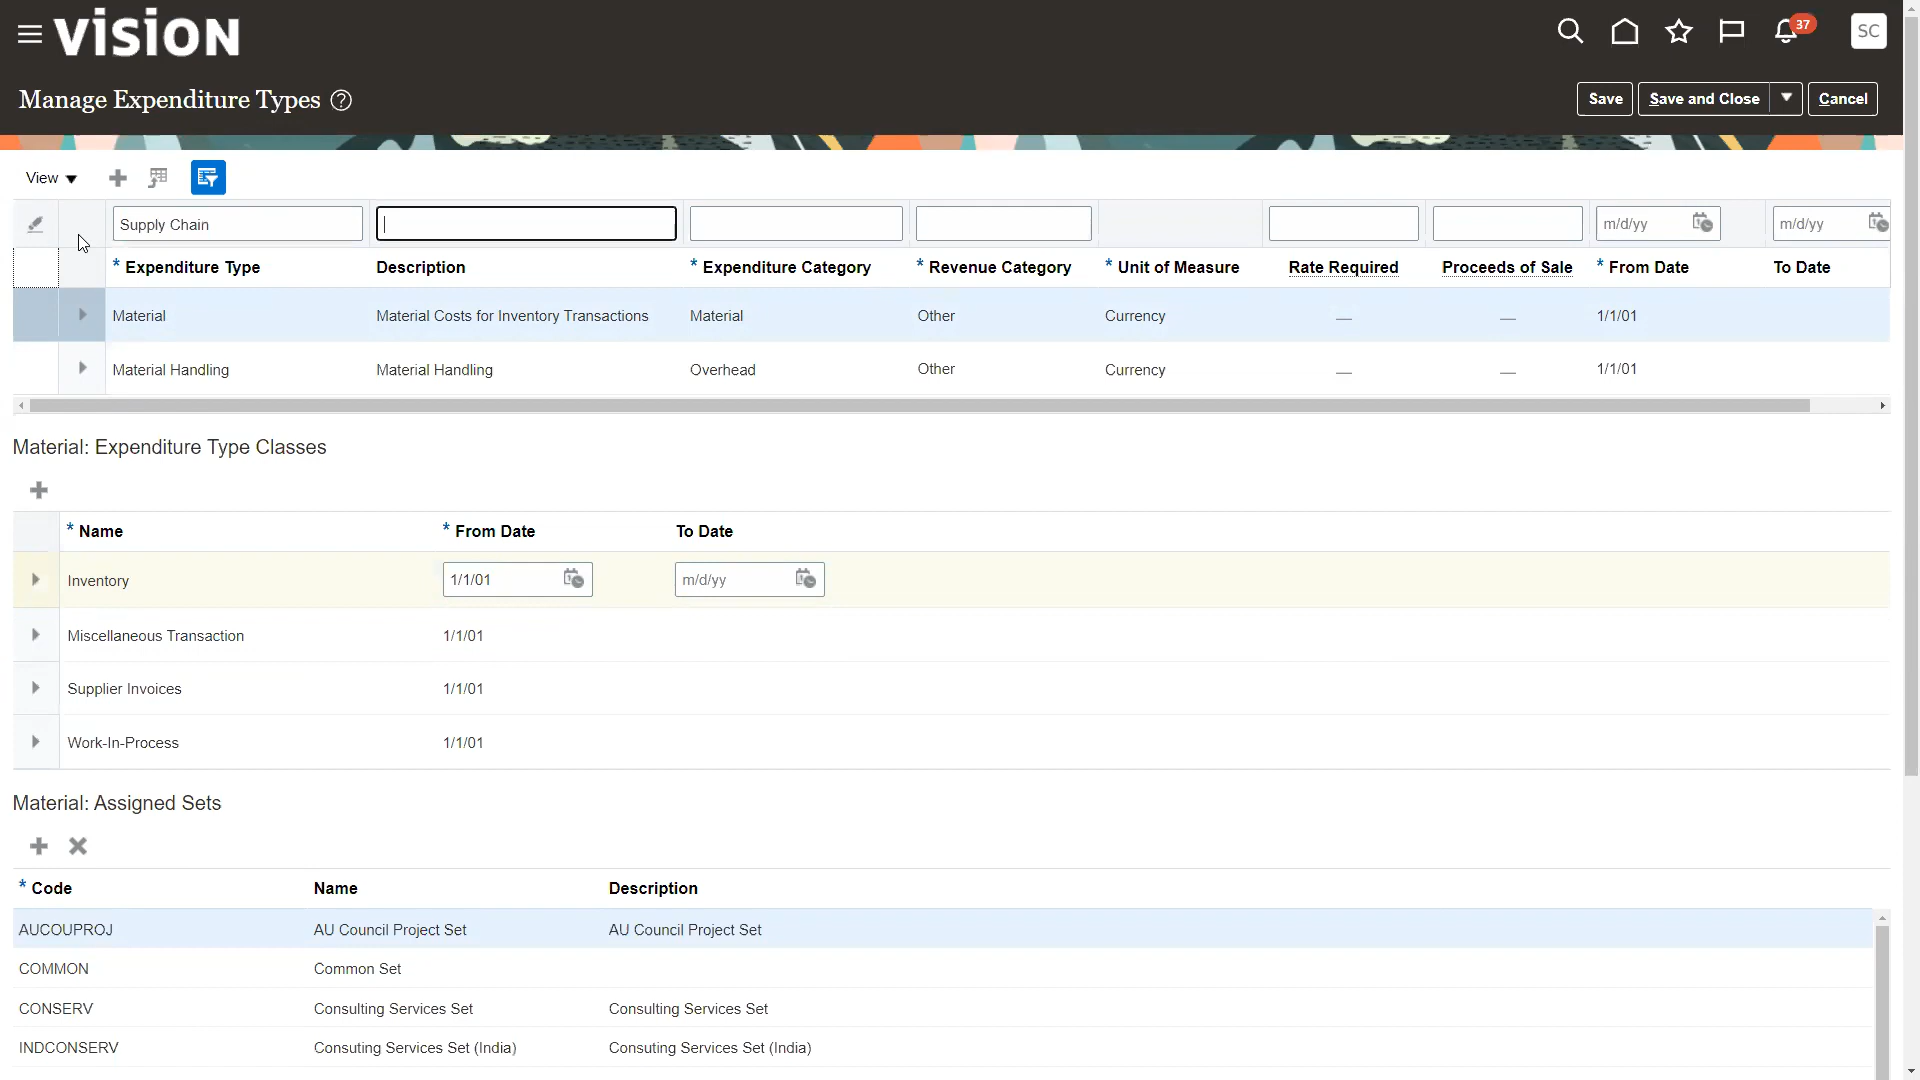 VISION
37
SC
Manage Expenditure Types ?
Save
Save and Close
Cancel
View
Supply Chain
m/d/yy
m/d/yy
* Expenditure Type
Description
* Expenditure Category
* Revenue Category
* Unit of Measure
Rate Required
Proceeds of Sale
* From Date
To Date
Material
Material Costs for Inventory Transactions
Material
Other
Currency
—
—
1/1/01
Material Handling
Material Handling
Overhead
Other
Currency
—
—
1/1/01
Material: Expenditure Type Classes
* Name
* From Date
To Date
Inventory
1/1/01
m/d/yy
Miscellaneous Transaction
1/1/01
Supplier Invoices
1/1/01
Work-In-Process
1/1/01
Material: Assigned Sets
* Code
Name
Description
AUCOUPROJ
AU Council Project Set
AU Council Project Set
COMMON
Common Set
CONSERV
Consulting Services Set
Consulting Services Set
INDCONSERV
Consuting Services Set (India)
Consuting Services Set (India)